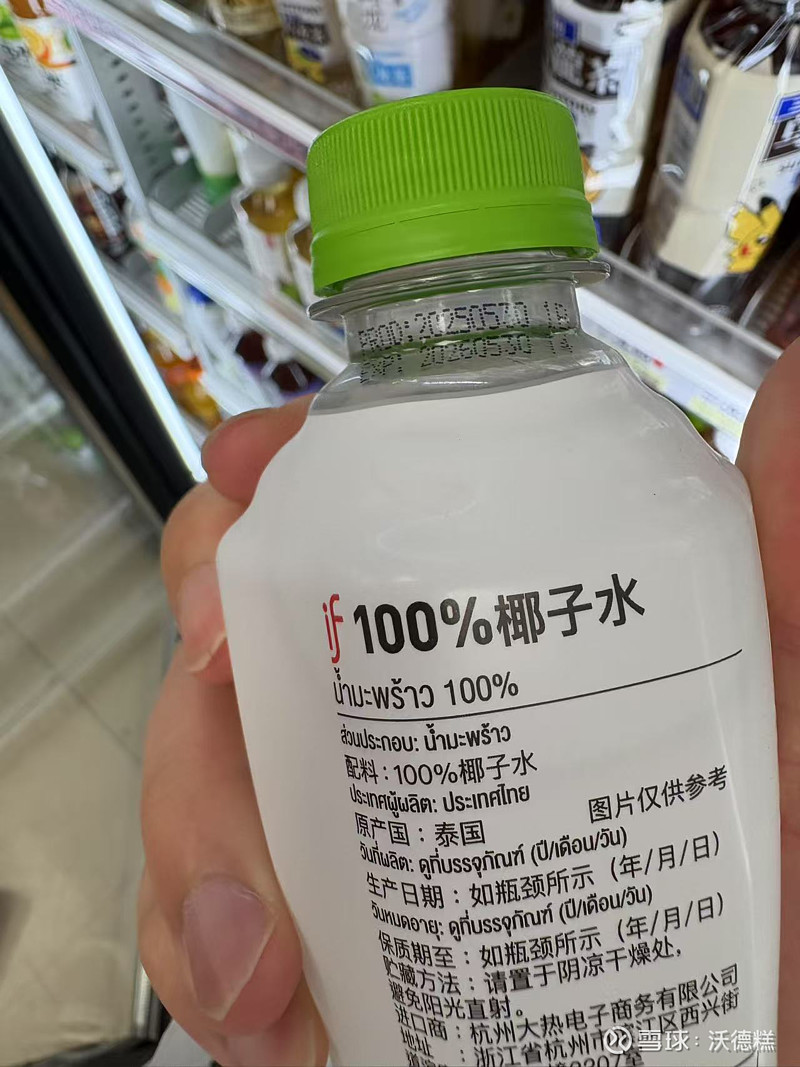 PROD:20250530 18
EXP: 20260530 14
if 100%椰子水
น้ำมะพร้าว 100%
ส่วนประกอบ: น้ำมะพร้าว
配料：100%椰子水
ประเทศผู้ผลิต: ประเทศไทย
原产国：泰国
图片仅供参考
วันที่ผลิต: ดูที่บรรจุภัณฑ์ (ปี/เดือน/วัน)
生产日期：如瓶颈所示（年/月/日）
วันหมดอายุ: ดูที่บรรจุภัณฑ์ (ปี/เดือน/วัน)
保质期至：如瓶颈所示（年/月/日）
贮藏方法：请置于阴凉干燥处，
避免阳光直射。
进口商：杭州大热电子商务有限公司
地址：浙江省杭州市 江区西兴街
2207室
雪球：沃德糕